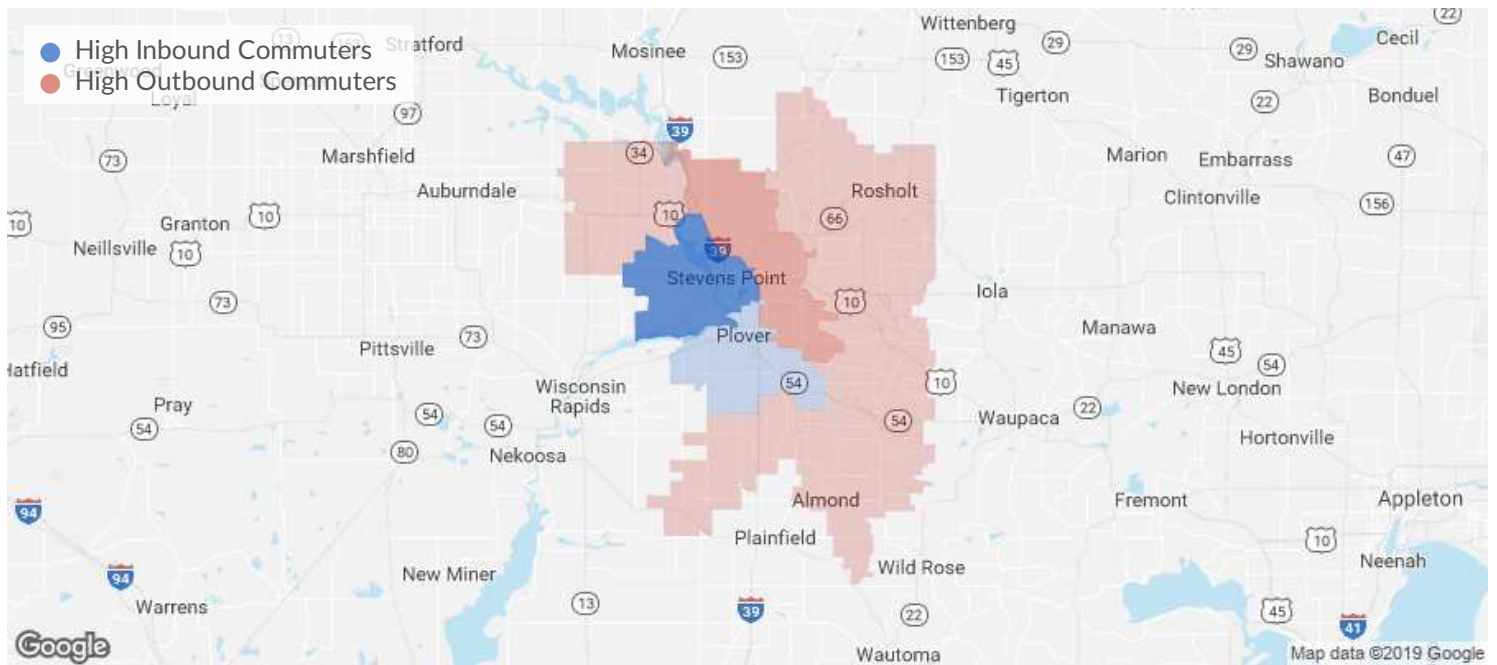 High Inbound Commuters
High Outbound Commuters
Wittenberg
22
Cecil
13
153
Stratford
Mosinee
153
153
45
29
29
Shawano
Greenwood
Loyal
97
39
Tigerton
22
Bonduel
73
Marshfield
34
Marion
Embarrass
47
Auburndale
Rosholt
Clintonville
156
10
Granton
10
10
66
Neillsville
10
39
Stevens Point
73
10
Iola
95
73
Plover
Manawa
Pittsville
45
54
Hatfield
Wisconsin
Rapids
54
10
New London
Pray
54
54
54
54
Waupaca
22
Hortonville
80
Nekoosa
94
Almond
Fremont
Appleton
Plainfield
10
94
New Miner
Wild Rose
Neenah
Warrens
13
39
22
45
41
Google
Wautoma
Map data ©2019 Google